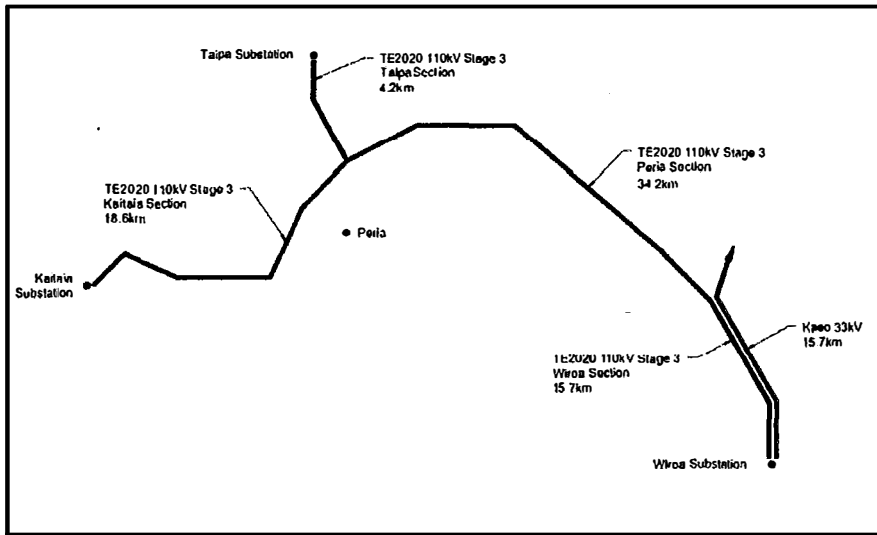 Taipa Substation
TE2020 110kV Stage 3
Taipa Section
4.2km
TE2020 110kV Stage 3
Peria Section
34.2km
TE2020 110kV Stage 3
Kaitaia Section
18.6km
Peria
Kaitaia
Substation
Kaeo 33kV
15.7km
TE2020 110kV Stage 3
Wiroa Section
15.7km
Wiroa Substation